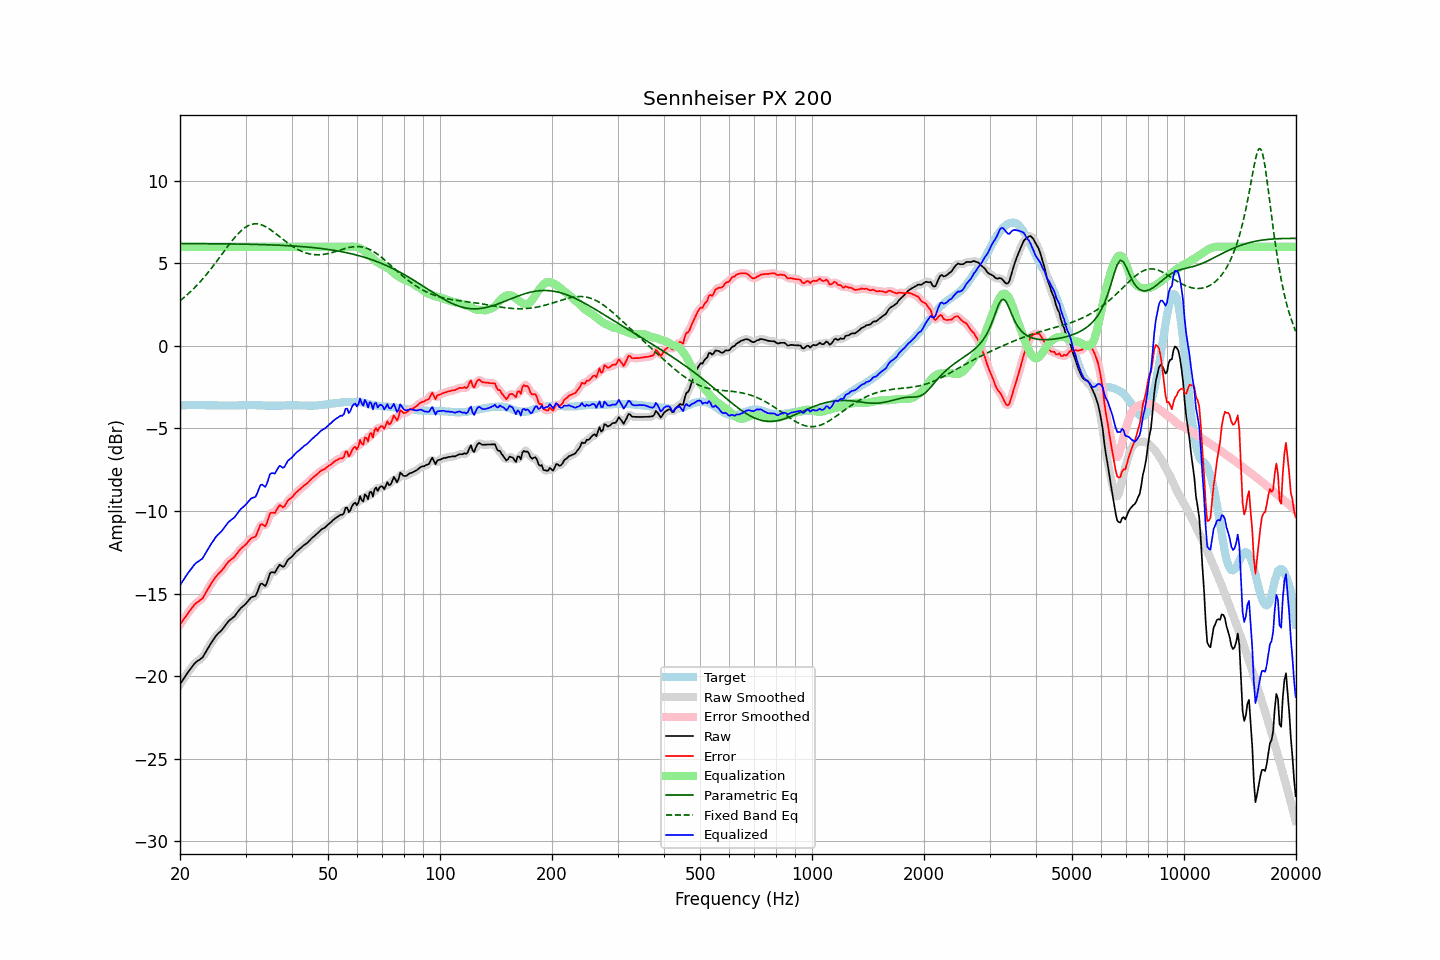 Sennheiser PX 200
Amplitude (dBr)
10
5
0
−5
−10
−15
−20
−25
−30
Target
Raw Smoothed
Error Smoothed
Raw
Error
Equalization
Parametric Eq
Fixed Band Eq
Equalized
20 50 100 200 500 1000 2000 5000 10000 20000
Frequency (Hz)